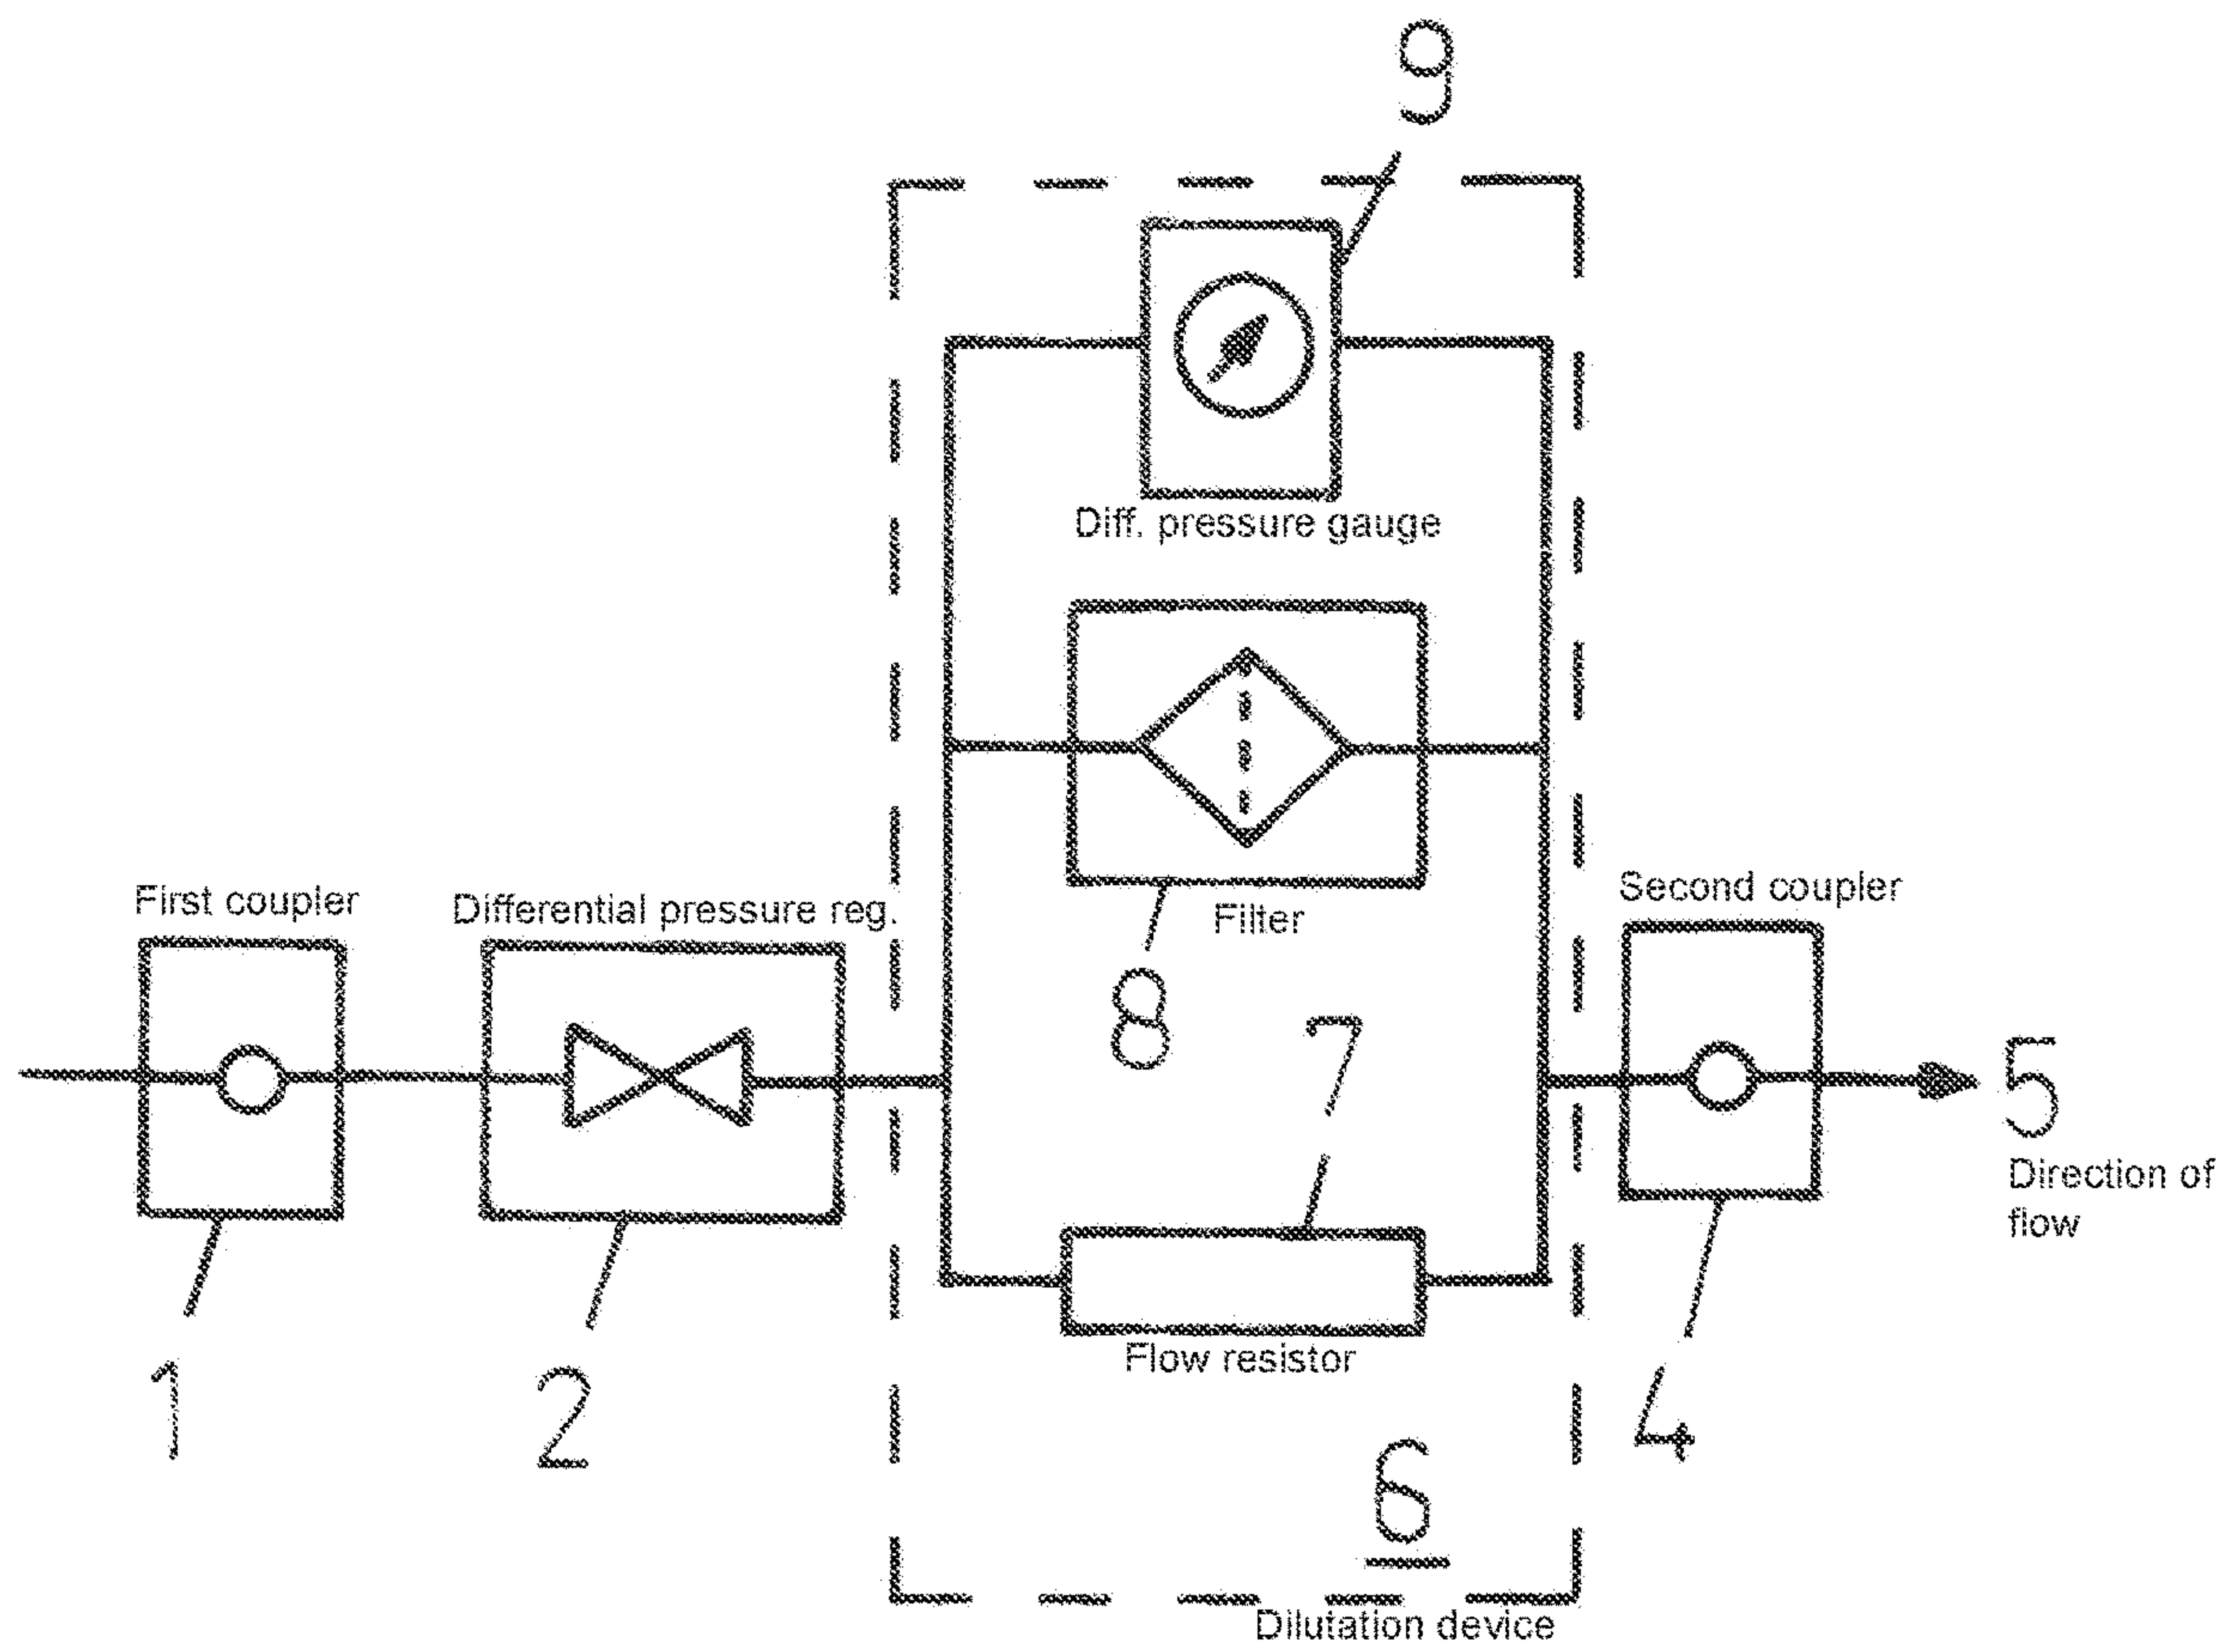 9
Diff. pressure gauge
First coupler
Differential pressure reg.
Filter
Second coupler
8
7
5
Direction of
flow
Flow resistor
1
2
4
6
Dilutation device